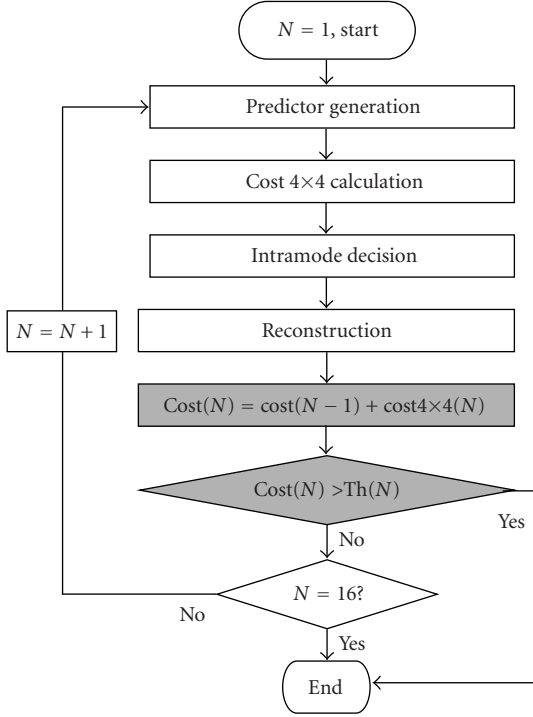 N = 1, start
Predictor generation
Cost 4×4 calculation
Intramode decision
N = N + 1
Reconstruction
Cost(N) = cost(N − 1) + cost4×4(N)
Cost(N) >Th(N)
Yes
No
N = 16?
No
Yes
End